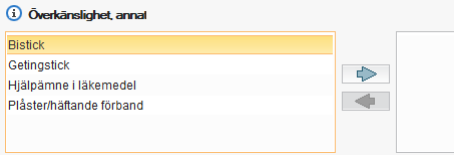 Överkänslighet, annat
Bistick
Getingstick
Hjälpämne i läkemedel
Plåster/häftande förband